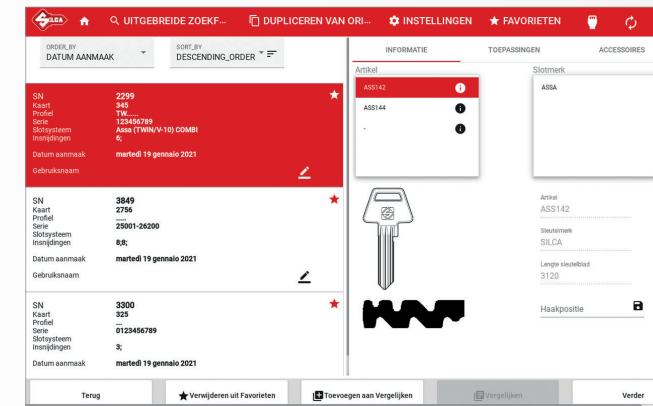 SILCA
UITGEBREIDE ZOEKF...
DUPLICEREN VAN ORI...
INSTELLINGEN
FAVORIETEN
ORDER_BY
DATUM AANMAAK
SORT_BY
DESCENDING_ORDER
SN 2299
Kaart 345
Profiel TW......
Serie 123456789
Slotsysteem Assa (TWIN/V-10) COMBI
Insnijdingen 6;
Datum aanmaak martedì 19 gennaio 2021
Gebruiksnaam
SN 3849
Kaart 2756
Profiel .....
Serie 25001-26200
Slotsysteem
Insnijdingen 8;8;
Datum aanmaak martedì 19 gennaio 2021
Gebruiksnaam
SN 3300
Kaart 325
Profiel ...
Serie 0123456789
Slotsysteem
Insnijdingen 3;
Datum aanmaak martedì 19 gennaio 2021
INFORMATIE
TOEPASSINGEN
ACCESSOIRES
Artikel
ASS142
ASS144
-
Slotmerk
ASSA
Artikel
ASS142
Sleutelmerk
SILCA
Lengte sleutelblad
3120
Haakpositie
Terug
Verwijderen uit Favorieten
Toevoegen aan Vergelijken
Vergelijken
Verder